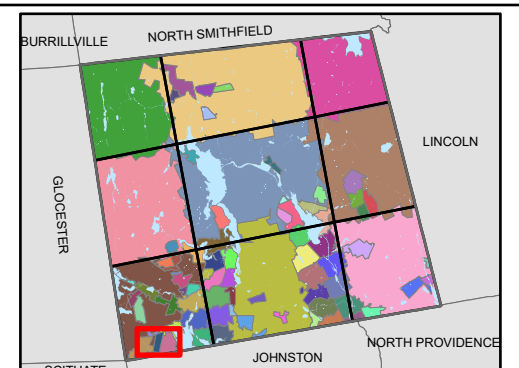 BURRILLVILLE
NORTH SMITHFIELD
LINCOLN
GLOCESTER
NORTH PROVIDENCE
JOHNSTON